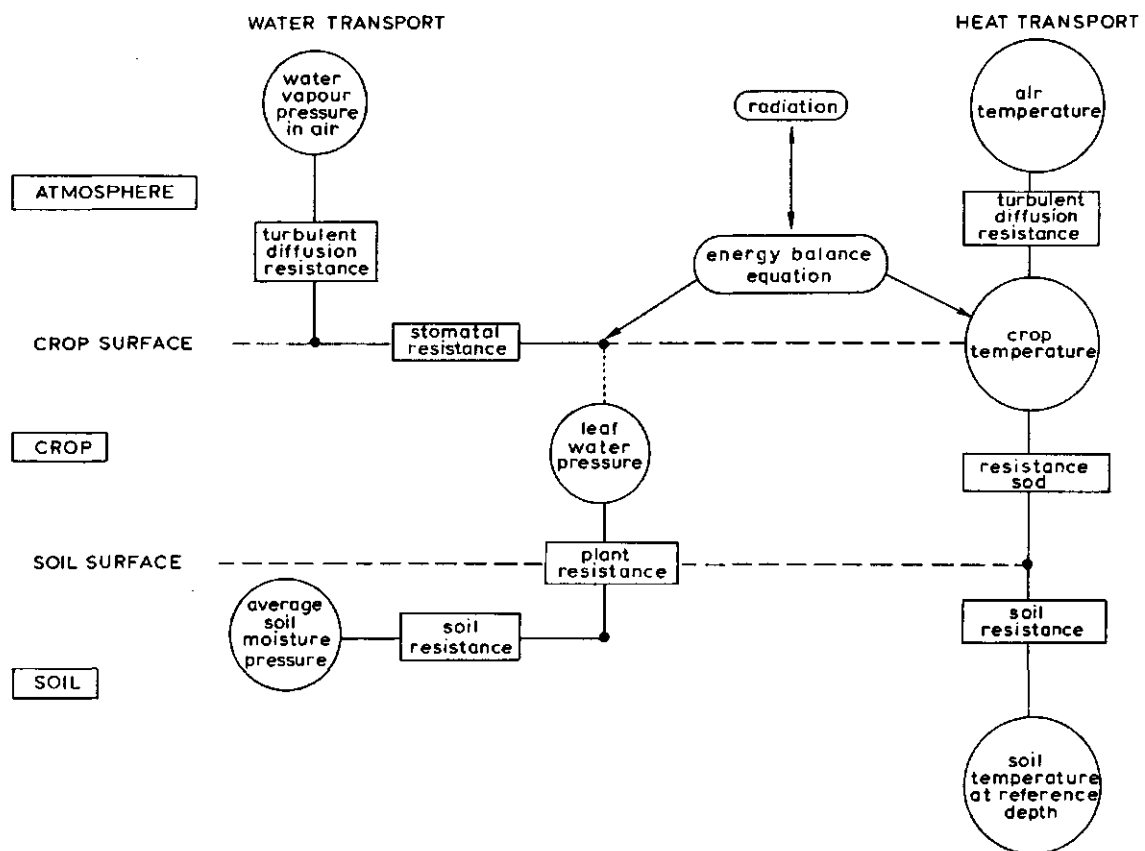 WATER TRANSPORT
HEAT TRANSPORT
water
vapour
pressure
in air
radiation
air
temperature
ATMOSPHERE
turbulent
diffusion
resistance
turbulent
diffusion
resistance
energy balance
equation
CROP SURFACE
stomatal
resistance
crop
temperature
CROP
leaf
water
pressure
resistance
sod
SOIL SURFACE
plant
resistance
average
soil
moisture
pressure
soil
resistance
soil
resistance
SOIL
soil
temperature
at reference
depth